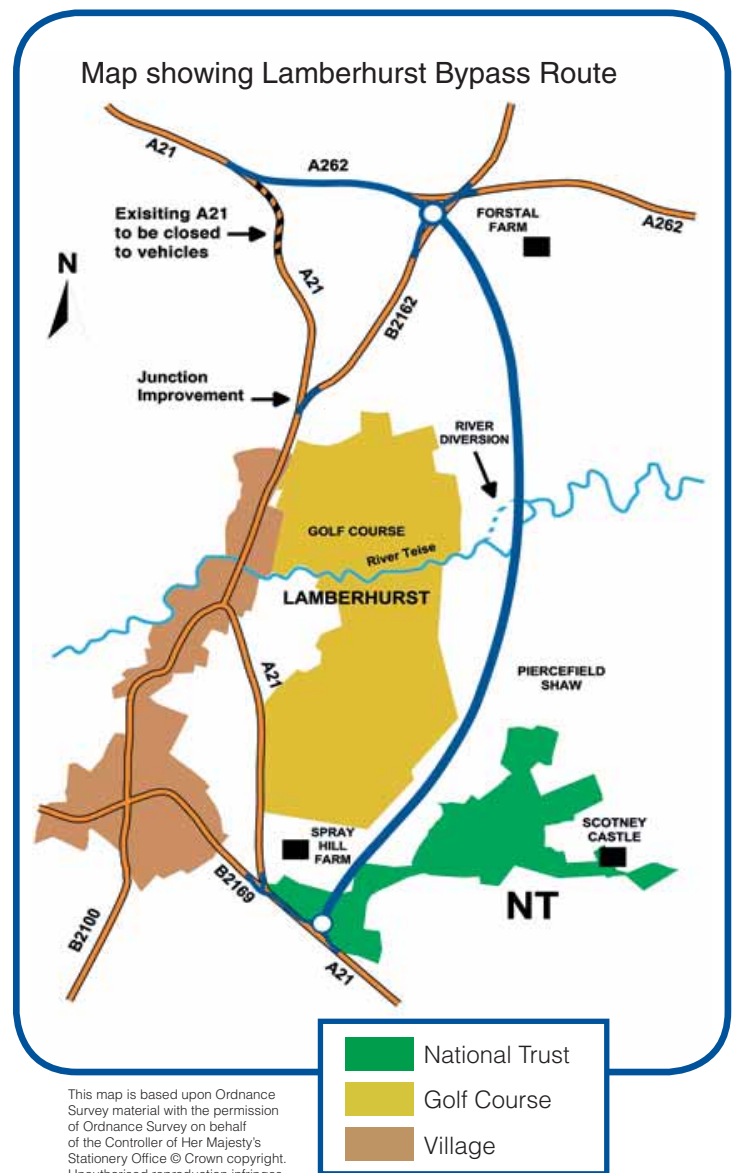 Map showing Lamberhurst Bypass Route
A21
A262
Exisiting A21
to be closed
to vehicles
FORSTAL
FARM
A262
N
A21
B2162
Junction
Improvement
RIVER
DIVERSION
GOLF COURSE
River Teise
LAMBERHURST
A21
PIERCEFIELD
SHAW
SPRAY
HILL
FARM
SCOTNEY
CASTLE
B2169
NT
B2100
A21
National Trust
Golf Course
Village
This map is based upon Ordnance
Survey material with the permission
of Ordnance Survey on behalf
of the Controller of Her Majesty's
Stationery Office © Crown copyright.
Unauthorised reproduction infringes